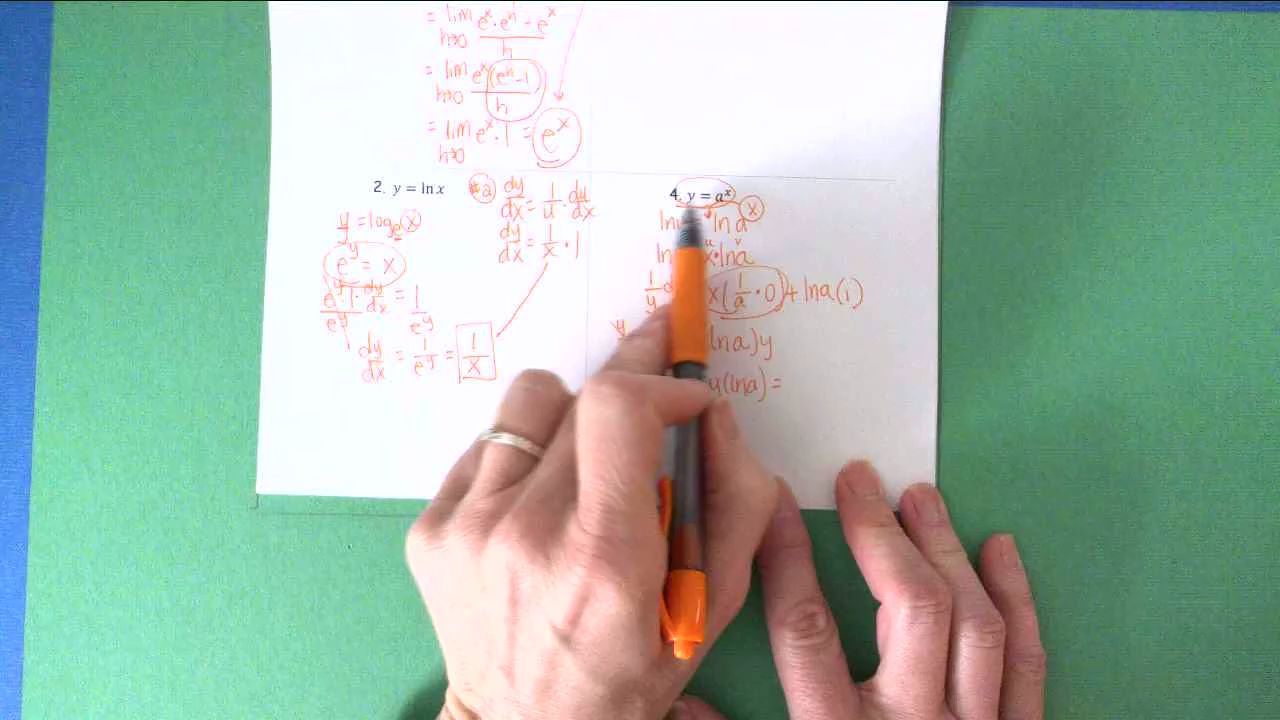 = lim e^x · e^h - e^x
h→0 h
= lim e^x (e^h - 1)
h→0 h
= lim e^x · 1 = e^x
h→0
2. y = ln x
y = log_e x
e^y = x
e^y · 1 · dy/dx = 1
e^y e^y
dy/dx = 1/e^y = 1/x
#2 dy/dx = 1/u · du/dx
dy/dx = 1/x · 1
4. y = a^x
ln ln a^x
ln x · ln a
1/y x(1/a · 0) + ln a(1)
y (ln a)y
y(ln a) =